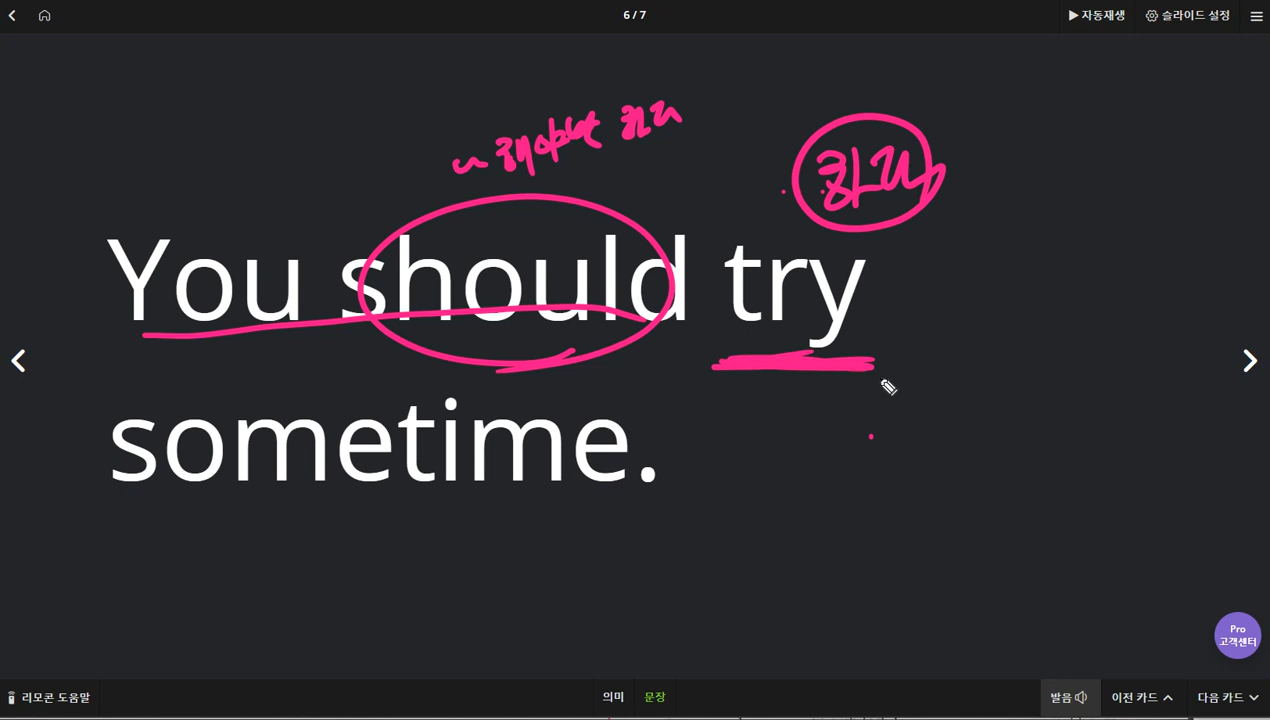 6 / 7
▶ 자동재생
슬라이드 설정
~ 해야만 한다
You should try
sometime.
Pro
고객센터
리모콘 도움말
의미
문장
발음
이전 카드
다음 카드